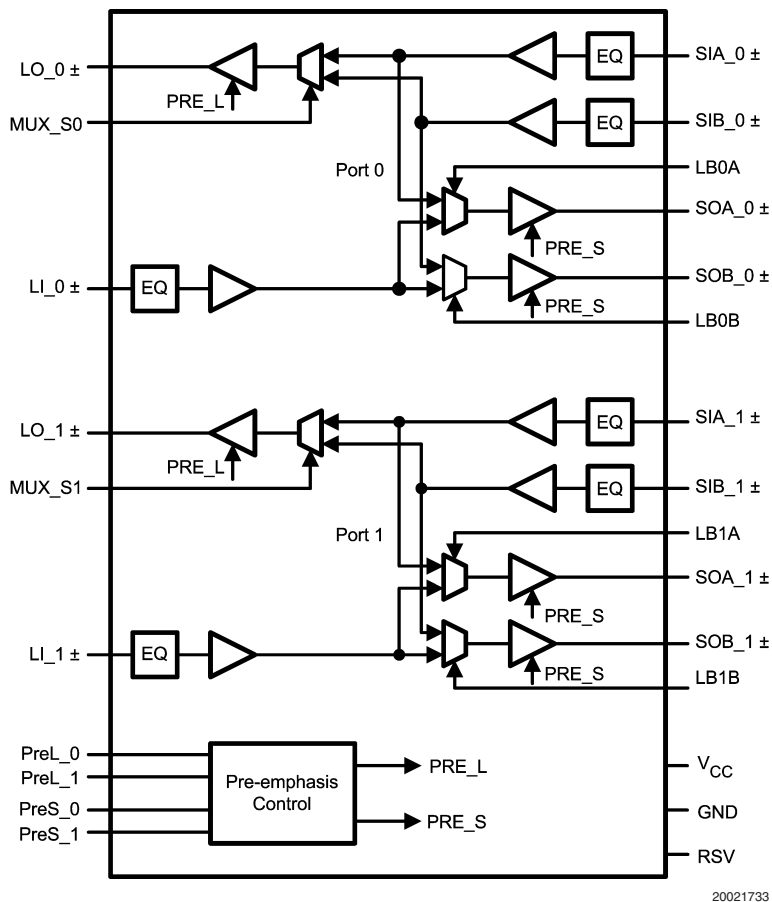 LO_0 ±
PRE_L
MUX_S0
EQ
SIA_0 ±
EQ
SIB_0 ±
Port 0
LB0A
SOA_0 ±
PRE_S
LI_0 ±
EQ
SOB_0 ±
PRE_S
LB0B
LO_1 ±
PRE_L
MUX_S1
EQ
SIA_1 ±
EQ
SIB_1 ±
Port 1
LB1A
SOA_1 ±
PRE_S
LI_1 ±
EQ
SOB_1 ±
PRE_S
LB1B
PreL_0
PreL_1
PreS_0
PreS_1
Pre-emphasis
Control
PRE_L
PRE_S
VCC
GND
RSV
20021733